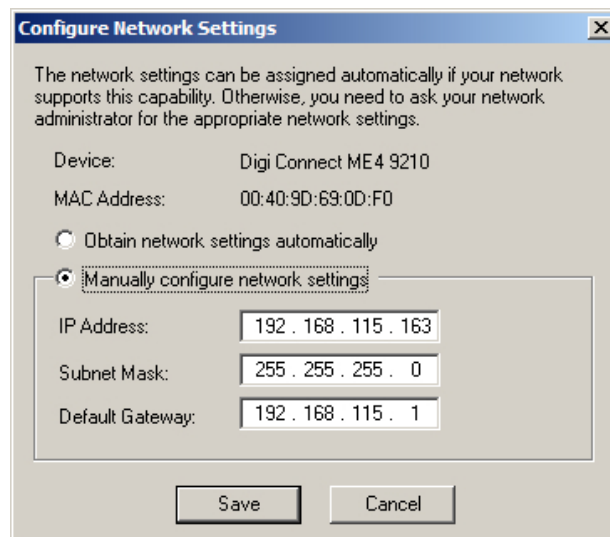 Configure Network Settings
The network settings can be assigned automatically if your network
supports this capability. Otherwise, you need to ask your network
administrator for the appropriate network settings.
Device: Digi Connect ME4 9210
MAC Address: 00:40:9D:69:0D:F0
Obtain network settings automatically
Manually configure network settings
IP Address: 192 . 168 . 115 . 163
Subnet Mask: 255 . 255 . 255 . 0
Default Gateway: 192 . 168 . 115 . 1
Save Cancel